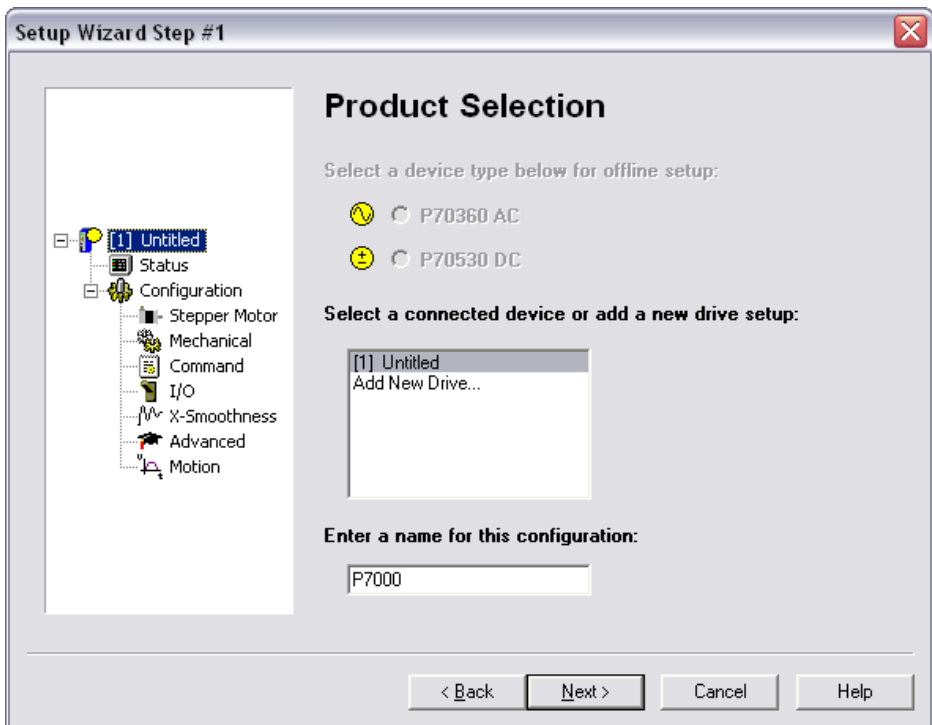 Setup Wizard Step #1
[1] Untitled
Status
Configuration
Stepper Motor
Mechanical
Command
I/O
X-Smoothness
Advanced
Motion
Product Selection
Select a device type below for offline setup:
P70360 AC
P70530 DC
Select a connected device or add a new drive setup:
[1] Untitled
Add New Drive...
Enter a name for this configuration:
P7000
< Back
Next >
Cancel
Help